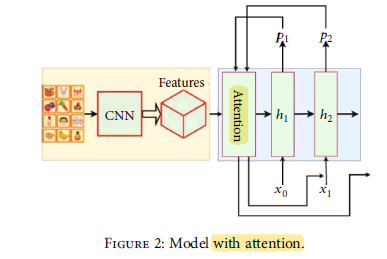 p1
p2
Features
CNN
Attention
h1
h2
x0
x1
FIGURE 2: Model with attention.